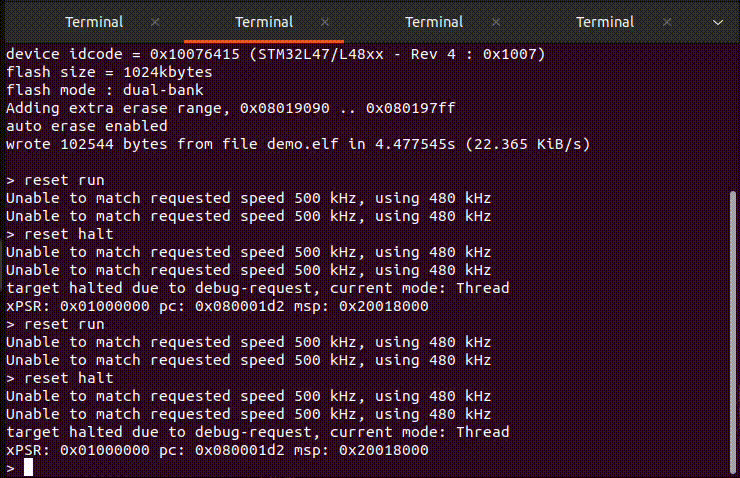 Terminal × Terminal × Terminal × Terminal ×
device idcode = 0x10076415 (STM32L47/L48xx - Rev 4 : 0x1007)
flash size = 1024kbytes
flash mode : dual-bank
Adding extra erase range, 0x08019090 .. 0x080197ff
auto erase enabled
wrote 102544 bytes from file demo.elf in 4.477545s (22.365 KiB/s)
> reset run
Unable to match requested speed 500 kHz, using 480 kHz
Unable to match requested speed 500 kHz, using 480 kHz
> reset halt
Unable to match requested speed 500 kHz, using 480 kHz
Unable to match requested speed 500 kHz, using 480 kHz
target halted due to debug-request, current mode: Thread
xPSR: 0x01000000 pc: 0x080001d2 msp: 0x20018000
> reset run
Unable to match requested speed 500 kHz, using 480 kHz
Unable to match requested speed 500 kHz, using 480 kHz
> reset halt
Unable to match requested speed 500 kHz, using 480 kHz
Unable to match requested speed 500 kHz, using 480 kHz
target halted due to debug-request, current mode: Thread
xPSR: 0x01000000 pc: 0x080001d2 msp: 0x20018000
>